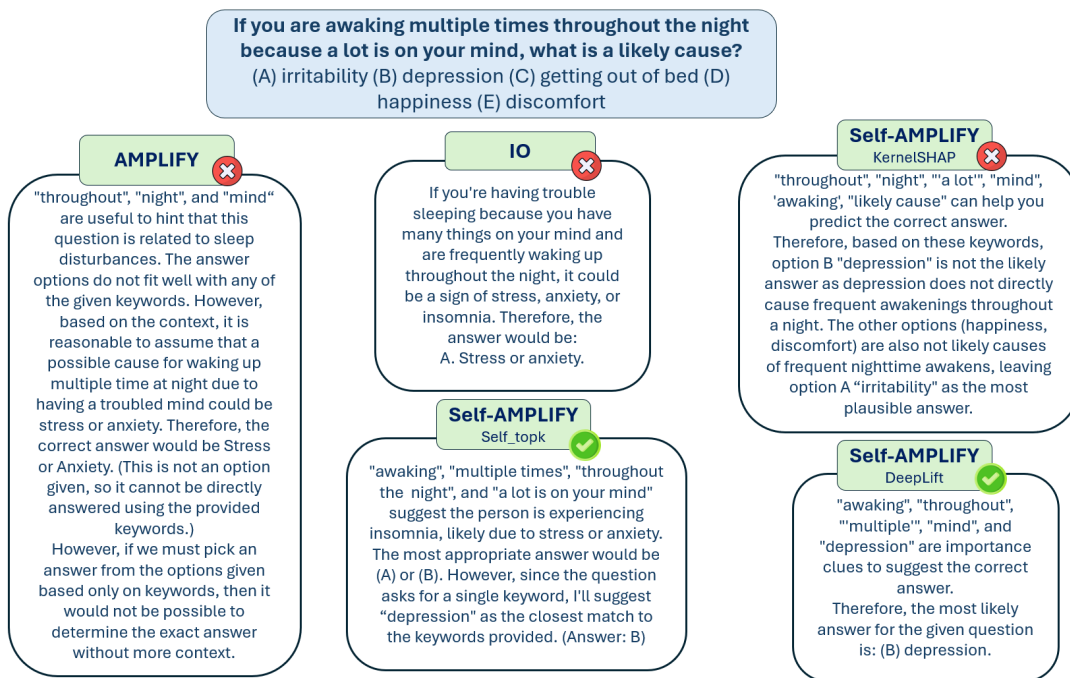 If you are awaking multiple times throughout the night
because a lot is on your mind, what is a likely cause?
(A) irritability (B) depression (C) getting out of bed (D)
happiness (E) discomfort
AMPLIFY
"throughout", "night", and "mind“
are useful to hint that this
question is related to sleep
disturbances. The answer
options do not fit well with any of
the given keywords. However,
based on the context, it is
reasonable to assume that a
possible cause for waking up
multiple time at night due to
having a troubled mind could be
stress or anxiety. Therefore, the
correct answer would be Stress
or Anxiety. (This is not an option
given, so it cannot be directly
answered using the provided
keywords.)
However, if we must pick an
answer from the options given
based only on keywords, then it
would not be possible to
determine the exact answer
without more context.
IO
If you're having trouble
sleeping because you have
many things on your mind and
are frequently waking up
throughout the night, it could
be a sign of stress, anxiety, or
insomnia. Therefore, the
answer would be:
A. Stress or anxiety.
Self-AMPLIFY
Self_topk
"awaking", "multiple times", "throughout
the night", and "a lot is on your mind"
suggest the person is experiencing
insomnia, likely due to stress or anxiety.
The most appropriate answer would be
(A) or (B). However, since the question
asks for a single keyword, I'll suggest
“depression" as the closest match to
the keywords provided. (Answer: B)
Self-AMPLIFY
KernelSHAP
"throughout", "night", "'a lot'", "mind",
'awaking', "likely cause" can help you
predict the correct answer.
Therefore, based on these keywords,
option B "depression" is not the likely
answer as depression does not directly
cause frequent awakenings throughout
a night. The other options (happiness,
discomfort) are also not likely causes
of frequent nighttime awakens, leaving
option A “irritability" as the most
plausible answer.
Self-AMPLIFY
DeepLift
"awaking", "throughout",
"'multiple'", "mind", and
"depression" are importance
clues to suggest the correct
answer.
Therefore, the most likely
answer for the given question
is: (B) depression.